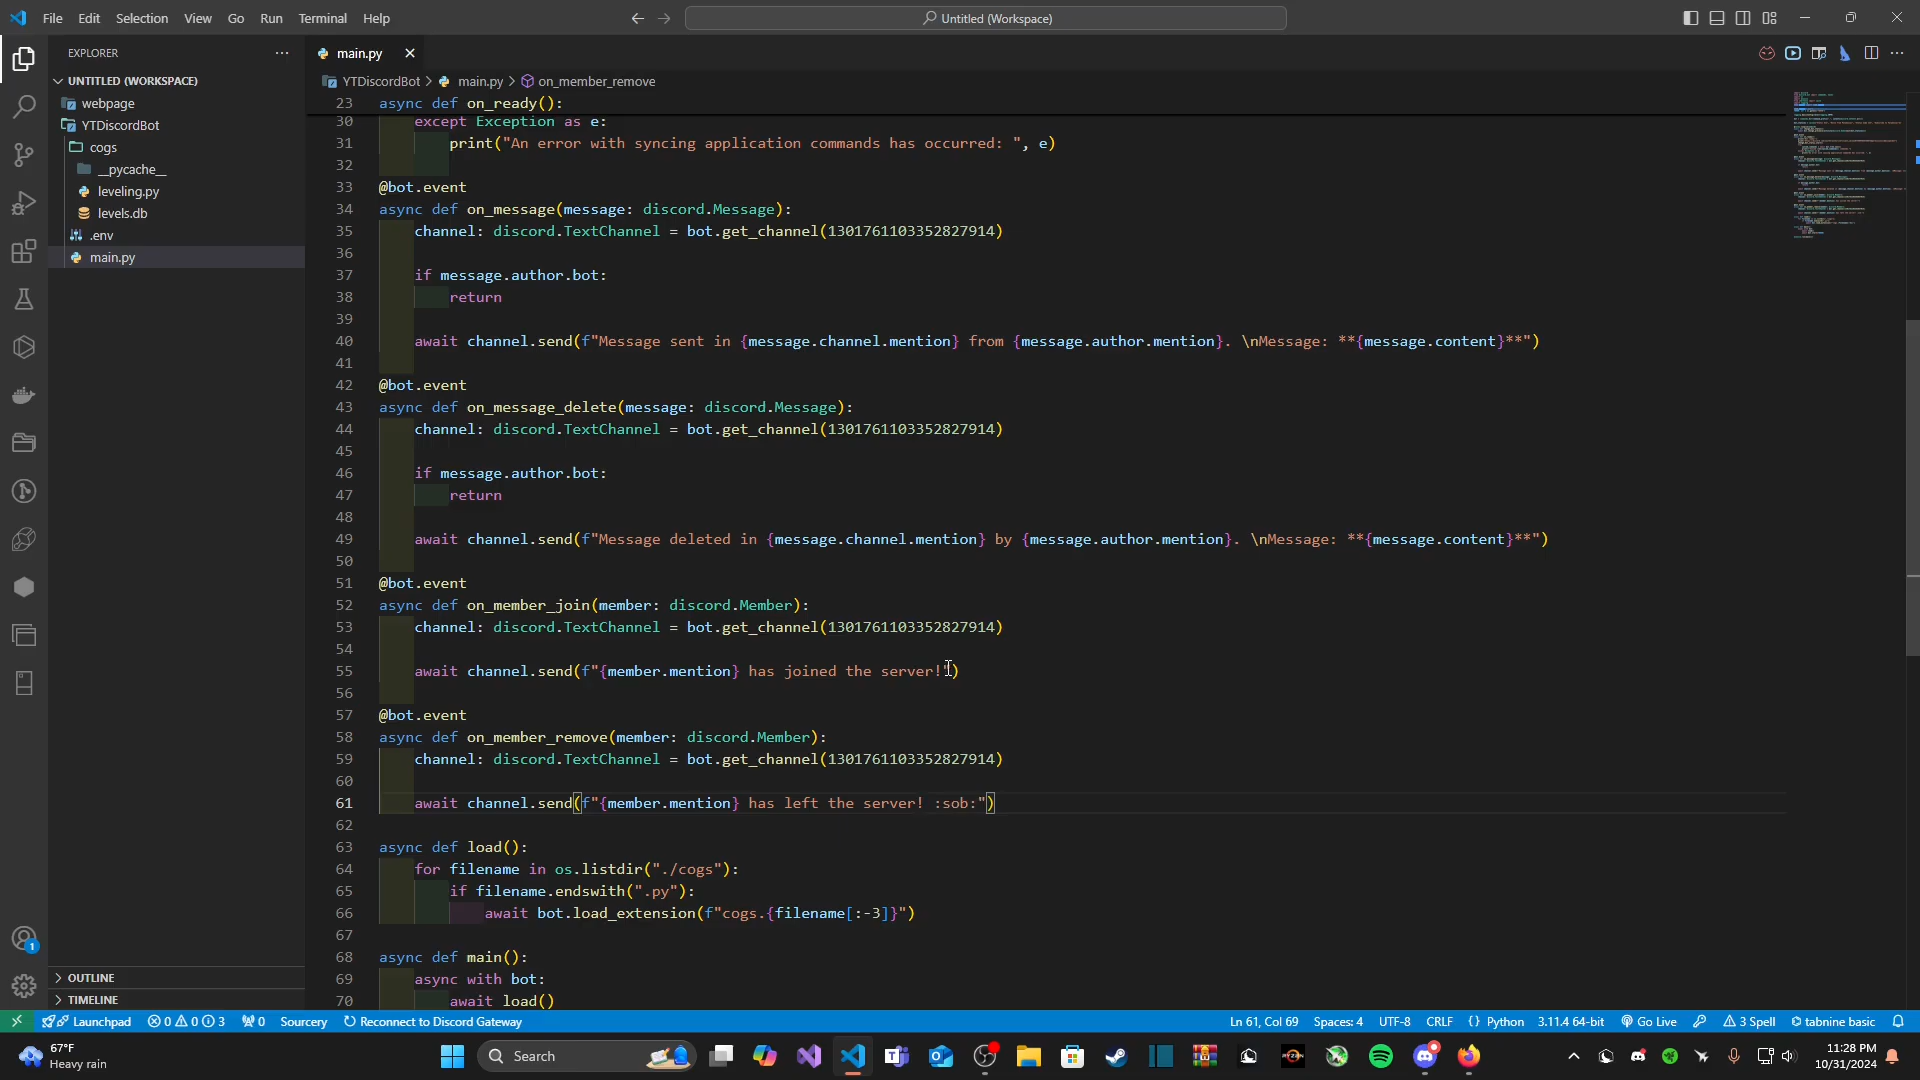 File Edit Selection View Go Run Terminal Help
Untitled (Workspace)
EXPLORER
UNTITLED (WORKSPACE)
webpage
YTDiscordBot
cogs
__pycache__
leveling.py
levels.db
.env
main.py
OUTLINE
TIMELINE
main.py
YTDiscordBot > main.py > on_member_remove
23 async def on_ready():
30 except Exception as e:
31 print("An error with syncing application commands has occurred: ", e)
32
33 @bot.event
34 async def on_message(message: discord.Message):
35 channel: discord.TextChannel = bot.get_channel(1301761103352827914)
36
37 if message.author.bot:
38 return
39
40 await channel.send(f"Message sent in {message.channel.mention} from {message.author.mention}. \nMessage: **{message.content}**")
41
42 @bot.event
43 async def on_message_delete(message: discord.Message):
44 channel: discord.TextChannel = bot.get_channel(1301761103352827914)
45
46 if message.author.bot:
47 return
48
49 await channel.send(f"Message deleted in {message.channel.mention} by {message.author.mention}. \nMessage: **{message.content}**")
50
51 @bot.event
52 async def on_member_join(member: discord.Member):
53 channel: discord.TextChannel = bot.get_channel(1301761103352827914)
54
55 await channel.send(f"{member.mention} has joined the server!")
56
57 @bot.event
58 async def on_member_remove(member: discord.Member):
59 channel: discord.TextChannel = bot.get_channel(1301761103352827914)
60
61 await channel.send(f"{member.mention} has left the server! :sob:")
62
63 async def load():
64 for filename in os.listdir("./cogs"):
65 if filename.endswith(".py"):
66 await bot.load_extension(f"cogs.{filename[:-3]}")
67
68 async def main():
69 async with bot:
70 await load()
1
Launchpad 0 0 3 0 Sourcery Reconnect to Discord Gateway
Ln 61, Col 69 Spaces: 4 UTF-8 CRLF {} Python 3.11.4 64-bit Go Live 3 Spell tabnine basic
67°F
Heavy rain
Search
11:28 PM
10/31/2024